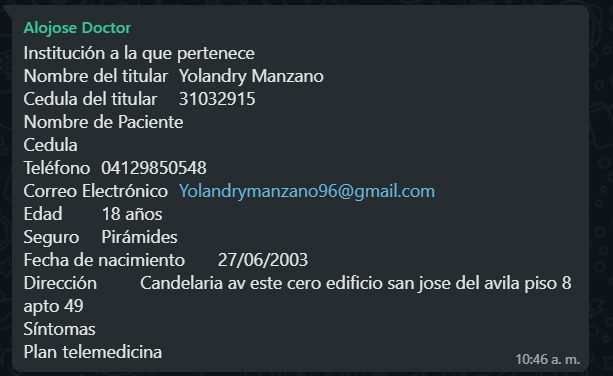 Alojose Doctor
Institución a la que pertenece
Nombre del titular Yolandry Manzano
Cedula del titular 31032915
Nombre de Paciente
Cedula
Teléfono 04129850548
Correo Electrónico Yolandrymanzano96@gmail.com
Edad 18 años
Seguro Pirámides
Fecha de nacimiento 27/06/2003
Dirección Candelaria av este cero edificio san jose del avila piso 8
apto 49
Síntomas
Plan telemedicina
10:46 a. m.